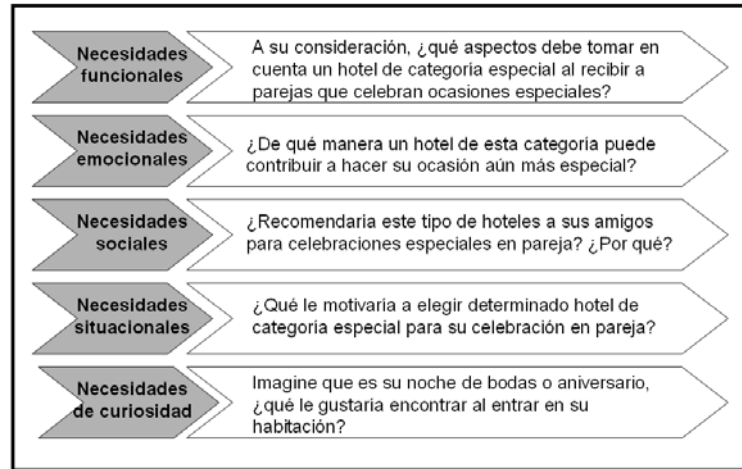 Necesidades
funcionales
A su consideración, ¿qué aspectos debe tomar en
cuenta un hotel de categoría especial al recibir a
parejas que celebran ocasiones especiales?
Necesidades
emocionales
¿De qué manera un hotel de esta categoría puede
contribuir a hacer su ocasión aún más especial?
Necesidades
sociales
¿Recomendaría este tipo de hoteles a sus amigos
para celebraciones especiales en pareja? ¿Por qué?
Necesidades
situacionales
¿Qué le motivaría a elegir determinado hotel de
categoría especial para su celebración en pareja?
Necesidades
de curiosidad
Imagine que es su noche de bodas o aniversario,
¿qué le gustaría encontrar al entrar en su
habitación?